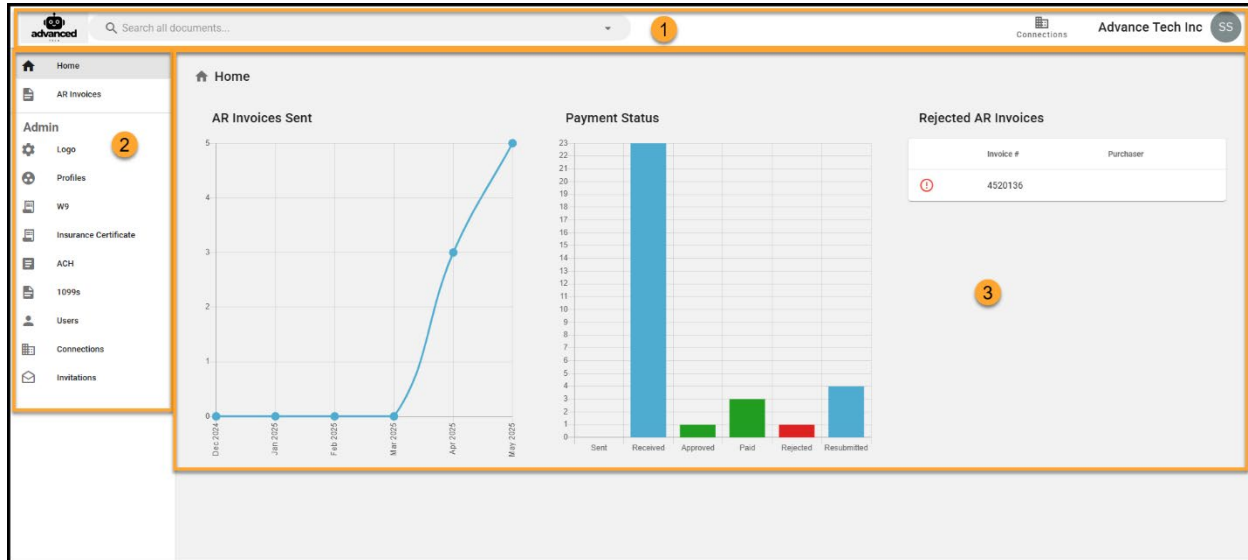 advanced
Search all documents...
1
Connections
Advance Tech Inc
SS
Home
AR Invoices
Admin
2
Logo
Profiles
W9
Insurance Certificate
ACH
1099s
Users
Connections
Invitations
Home
AR Invoices Sent
5
4
3
2
1
0
Dec 2024
Jan 2025
Feb 2025
Mar 2025
Apr 2025
May 2025
Payment Status
23
22
21
20
19
18
17
16
15
14
13
12
11
10
9
8
7
6
5
4
3
2
1
0
Sent Received Approved Paid Rejected Resubmitted
Rejected AR Invoices
Invoice # Purchaser
4520136
3